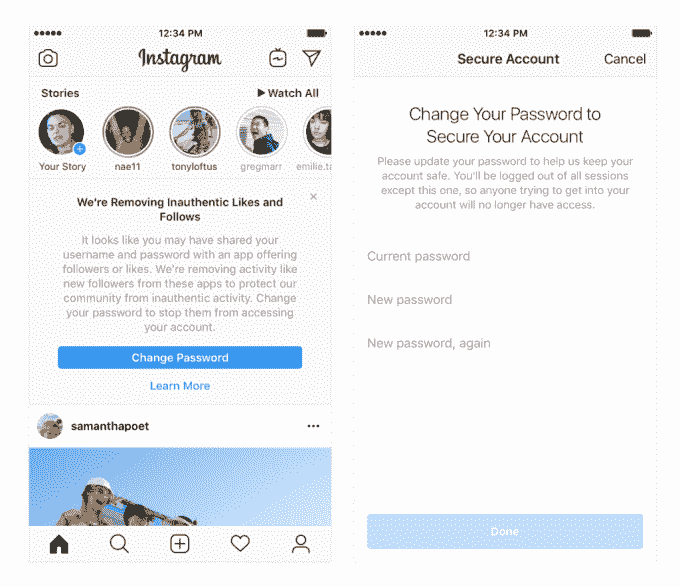 12:34 PM
Instagram
Stories
Watch All
Your Story
nae11
tonyloftus
gregmarr
emilie.ta
We're Removing Inauthentic Likes and
Follows
It looks like you may have shared your
username and password with an app offering
followers or likes. We're removing activity like
new followers from these apps to protect our
community from inauthentic activity. Change
your password to stop them from accessing
your account.
Change Password
Learn More
samanthapoet
12:34 PM
Secure Account
Cancel
Change Your Password to
Secure Your Account
Please update your password to help us keep your
account safe. You'll be logged out of all sessions
except this one, so anyone trying to get into your
account will no longer have access.
Current password
New password
New password, again
Done